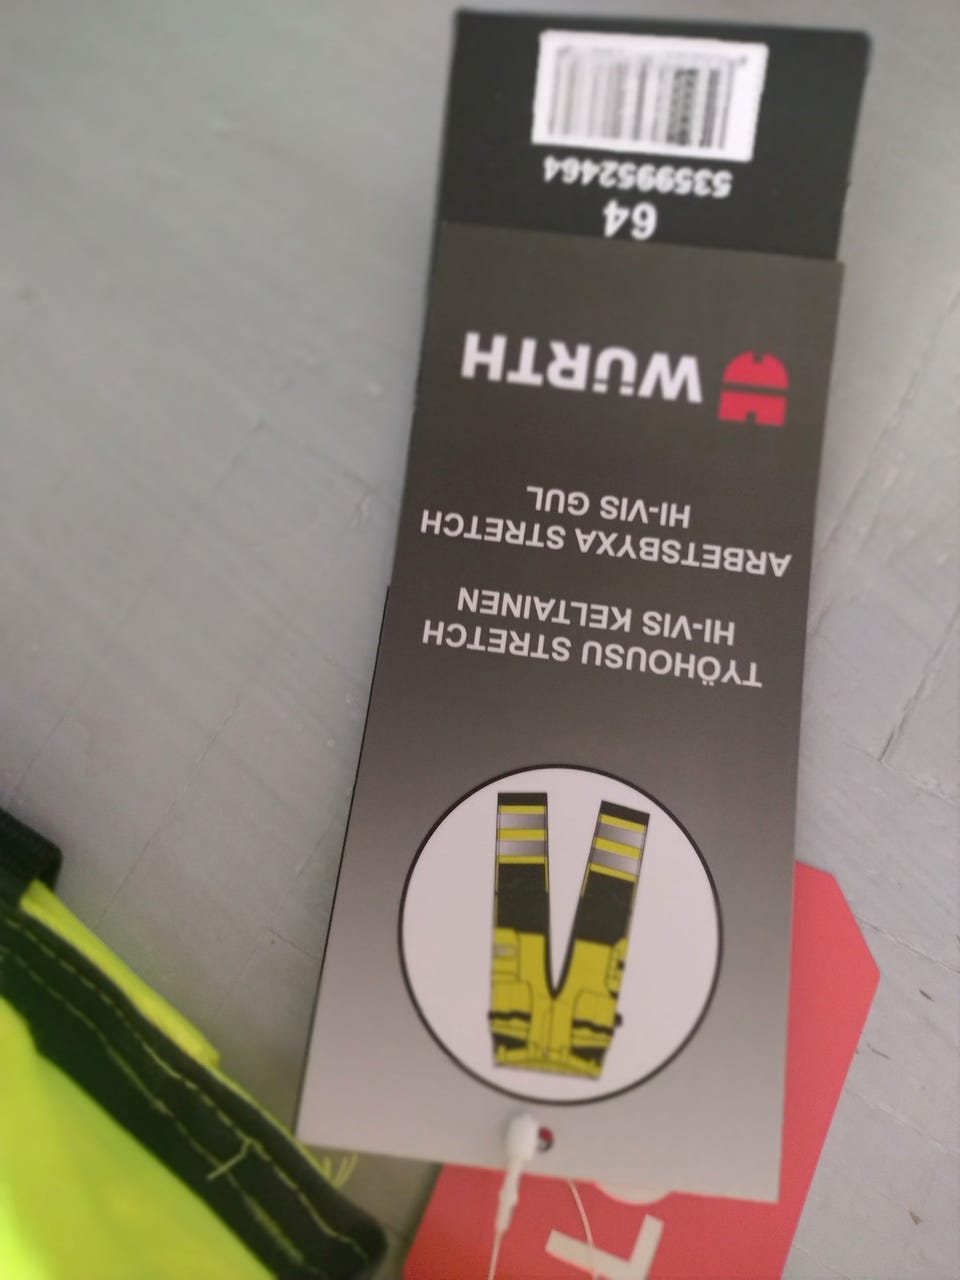 TYÖHOUSU STRETCH
HI-VIS KELTAINEN
ARBETSBYXA STRETCH
HI-VIS GUL
WÜRTH
64
5359952464